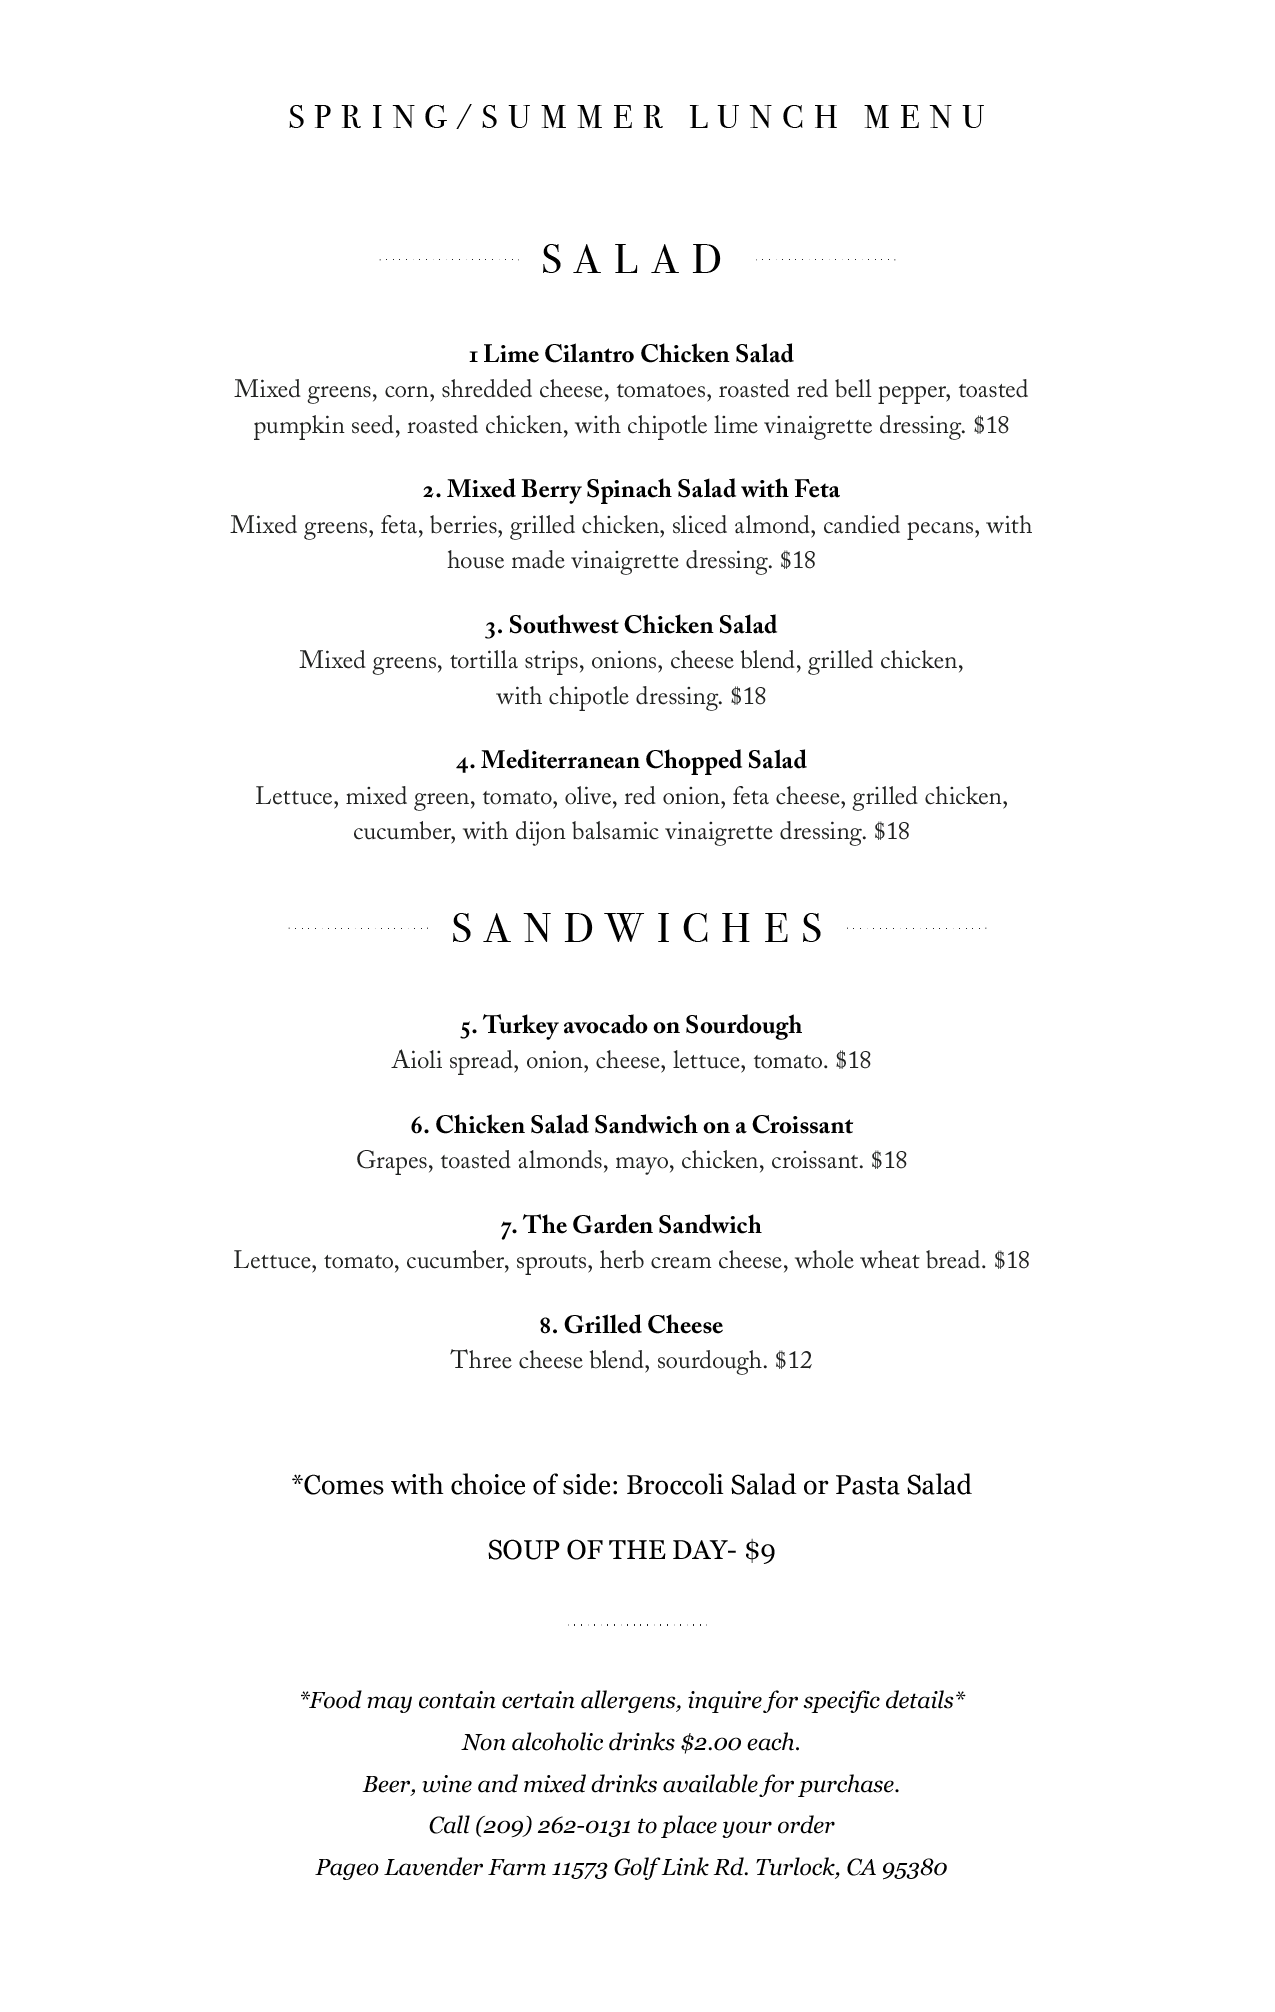 SPRING/SUMMER LUNCH MENU
SALAD
1 Lime Cilantro Chicken Salad
Mixed greens, corn, shredded cheese, tomatoes, roasted red bell pepper, toasted
pumpkin seed, roasted chicken, with chipotle lime vinaigrette dressing. $18
2. Mixed Berry Spinach Salad with Feta
Mixed greens, feta, berries, grilled chicken, sliced almond, candied pecans, with
house made vinaigrette dressing. $18
3. Southwest Chicken Salad
Mixed greens, tortilla strips, onions, cheese blend, grilled chicken,
with chipotle dressing. $18
4. Mediterranean Chopped Salad
Lettuce, mixed green, tomato, olive, red onion, feta cheese, grilled chicken,
cucumber, with dijon balsamic vinaigrette dressing. $18
SANDWICHES
5. Turkey avocado on Sourdough
Aioli spread, onion, cheese, lettuce, tomato. $18
6. Chicken Salad Sandwich on a Croissant
Grapes, toasted almonds, mayo, chicken, croissant. $18
7. The Garden Sandwich
Lettuce, tomato, cucumber, sprouts, herb cream cheese, whole wheat bread. $18
8. Grilled Cheese
Three cheese blend, sourdough. $12
*Comes with choice of side: Broccoli Salad or Pasta Salad
SOUP OF THE DAY- $9
*Food may contain certain allergens, inquire for specific details*
Non alcoholic drinks $2.00 each.
Beer, wine and mixed drinks available for purchase.
Call (209) 262-0131 to place your order
Pageo Lavender Farm 11573 Golf Link Rd. Turlock, CA 95380